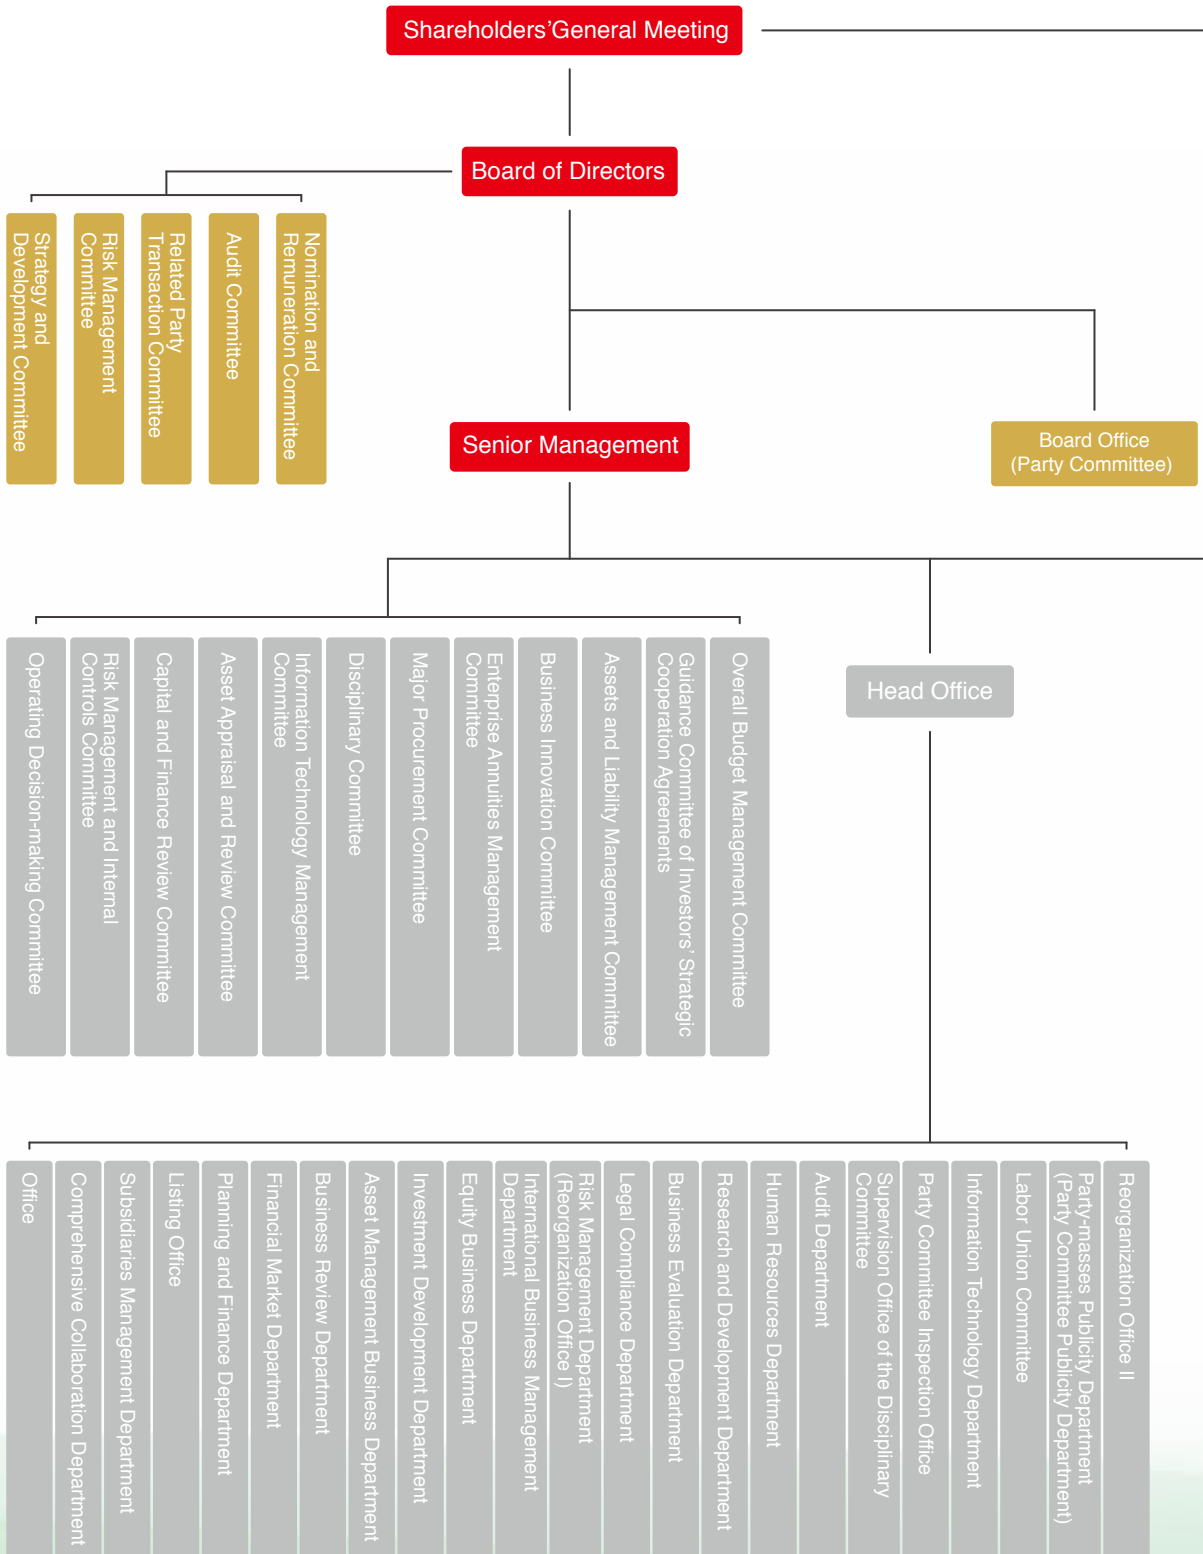 Shareholders'General Meeting
Board of Directors
Strategy and
Development Committee
Risk Management
Committee
Related Party
Transaction Committee
Audit Committee
Nomination and
Remuneration Committee
Senior Management
Board Office
(Party Committee)
Operating Decision-making Committee
Risk Management and Internal
Controls Committee
Capital and Finance Review Committee
Asset Appraisal and Review Committee
Information Technology Management
Committee
Disciplinary Committee
Major Procurement Committee
Enterprise Annuities Management
Committee
Business Innovation Committee
Assets and Liability Management Committee
Guidance Committee of Investors' Strategic
Cooperation Agreements
Overall Budget Management Committee
Head Office
Office
Comprehensive Collaboration Department
Subsidiaries Management Department
Listing Office
Planning and Finance Department
Financial Market Department
Business Review Department
Asset Management Business Department
Investment Development Department
Equity Business Department
International Business Management
Department
Risk Management Department
(Reorganization Office I)
Legal Compliance Department
Business Evaluation Department
Research and Development Department
Human Resources Department
Audit Department
Supervision Office of the Disciplinary
Committee
Party Committee Inspection Office
Information Technology Department
Labor Union Committee
Party-masses Publicity Department
(Party Committee Publicity Department)
Reorganization Office II